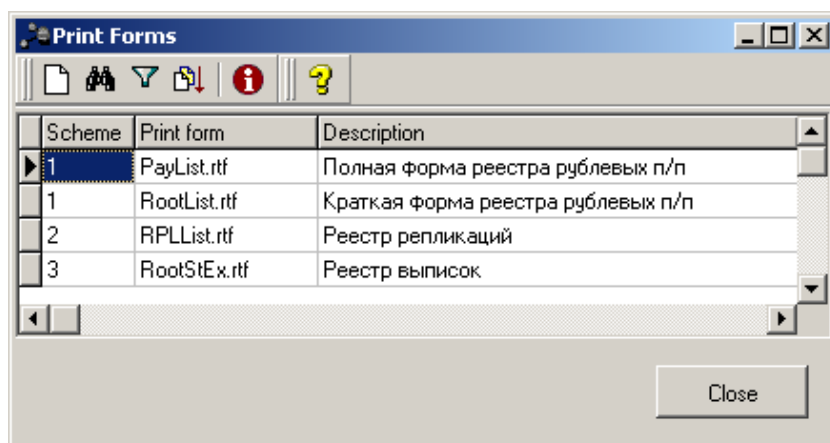 Print Forms
Scheme Print form Description
1 PayList.rtf Полная форма реестра рублевых п/п
1 RootList.rtf Краткая форма реестра рублевых п/п
2 RPLList.rtf Реестр репликаций
3 RootStEx.rtf Реестр выписок
Close